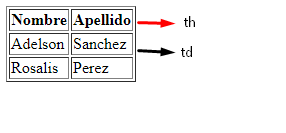 Nombre Apellido th
Adelson Sanchez td
Rosalis Perez